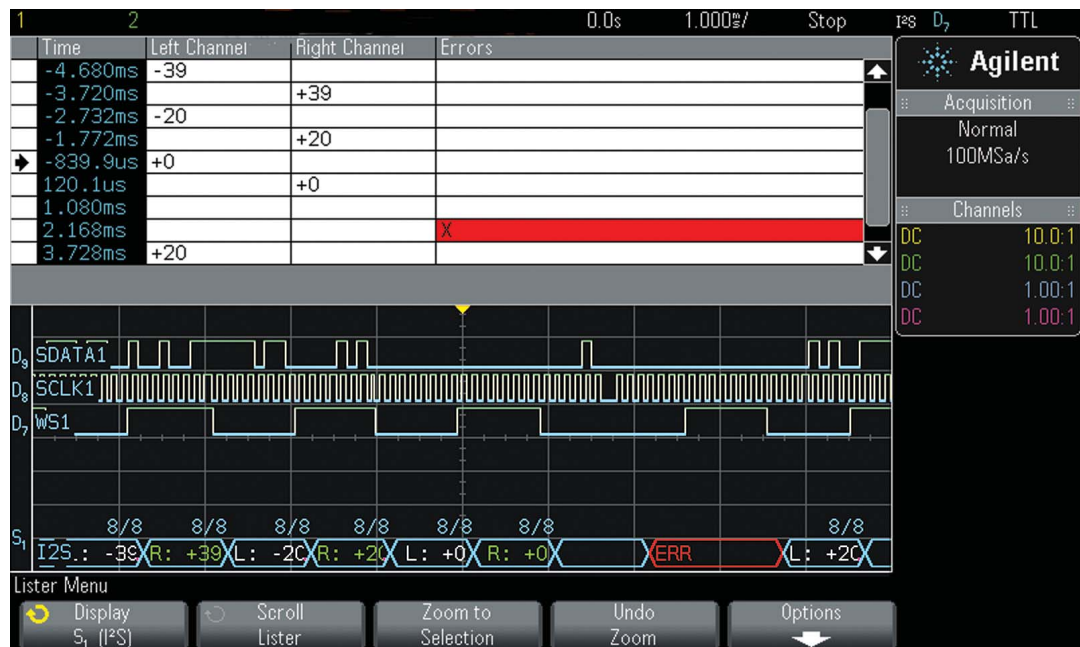 1 2 0.0s 1.000㎳/ Stop I²S D₇ TTL
Time Left Channel Right Channel Errors
-4.680ms -39
-3.720ms +39
-2.732ms -20
-1.772ms +20
-839.9us +0
120.1us +0
1.080ms
2.168ms X
3.728ms +20
Agilent
Acquisition
Normal
100MSa/s
Channels
DC 10.0:1
DC 10.0:1
DC 1.00:1
DC 1.00:1
D₉ SDATA1
D₈ SCLK1
D₇ WS1
8/8 8/8 8/8 8/8 8/8 8/8 8/8
S₁ I2S.: -39 R: +39 L: -20 R: +20 L: +0 R: +0 ERR L: +20
Lister Menu
Display
S₁ (I²S)
Scroll
Lister
Zoom to
Selection
Undo
Zoom
Options